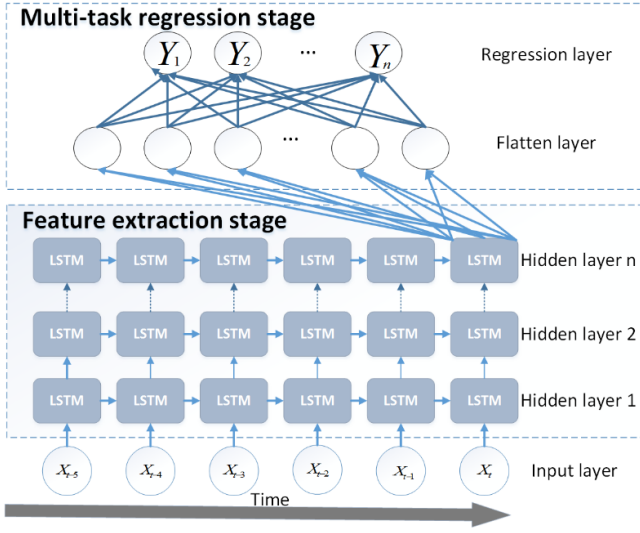 Multi-task regression stage
Y1 Y2 ... Yn Regression layer
... Flatten layer
Feature extraction stage
LSTM LSTM LSTM LSTM LSTM LSTM Hidden layer n
LSTM LSTM LSTM LSTM LSTM LSTM Hidden layer 2
LSTM LSTM LSTM LSTM LSTM LSTM Hidden layer 1
Xt-5 Xt-4 Xt-3 Xt-2 Xt-1 Xt Input layer
Time